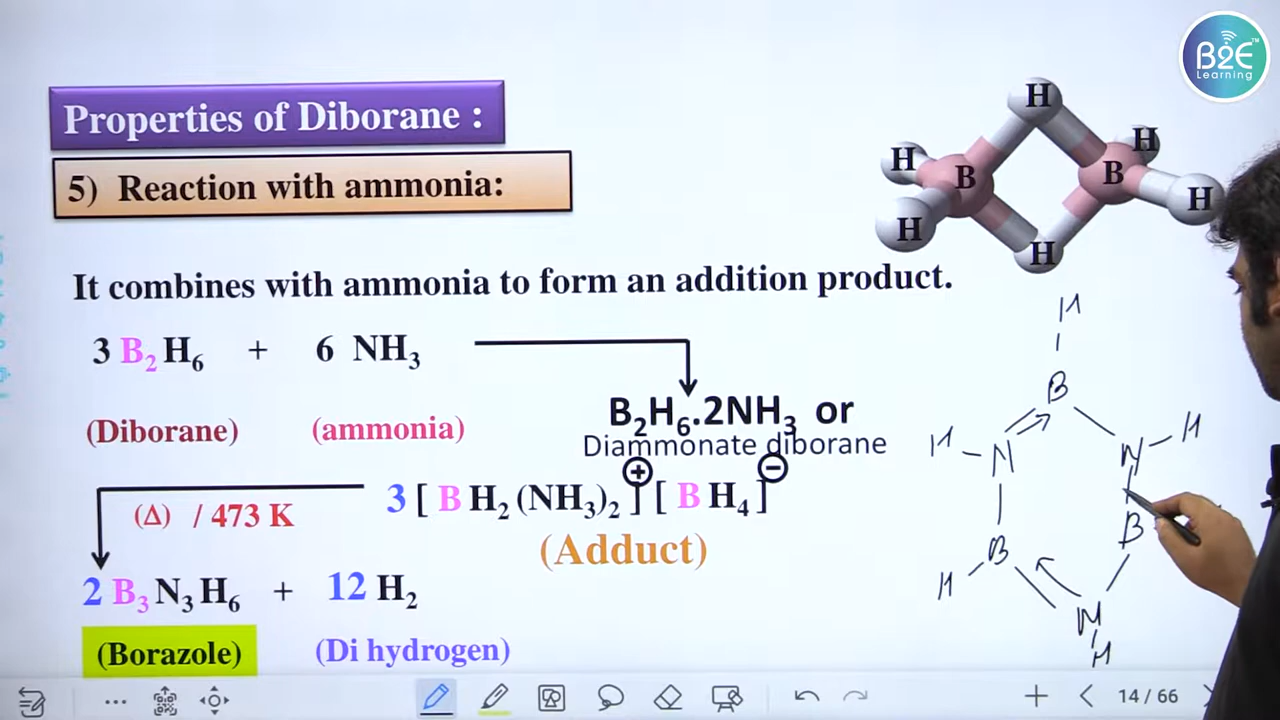 B2E
Learning
Properties of Diborane :
5) Reaction with ammonia:
It combines with ammonia to form an addition product.
3 B₂H₆ + 6 NH₃
(Diborane) (ammonia)
B₂H₆.2NH₃ or
Diammonate diborane
3 [ BH₂(NH₃)₂ ]⊕ [ BH₄ ]⊖
(Adduct)
(Δ) / 473 K
2 B₃N₃H₆ + 12 H₂
(Borazole) (Di hydrogen)
H
H B B H
H H
H
H
B
H N N H
B B
H N
H
14 / 66